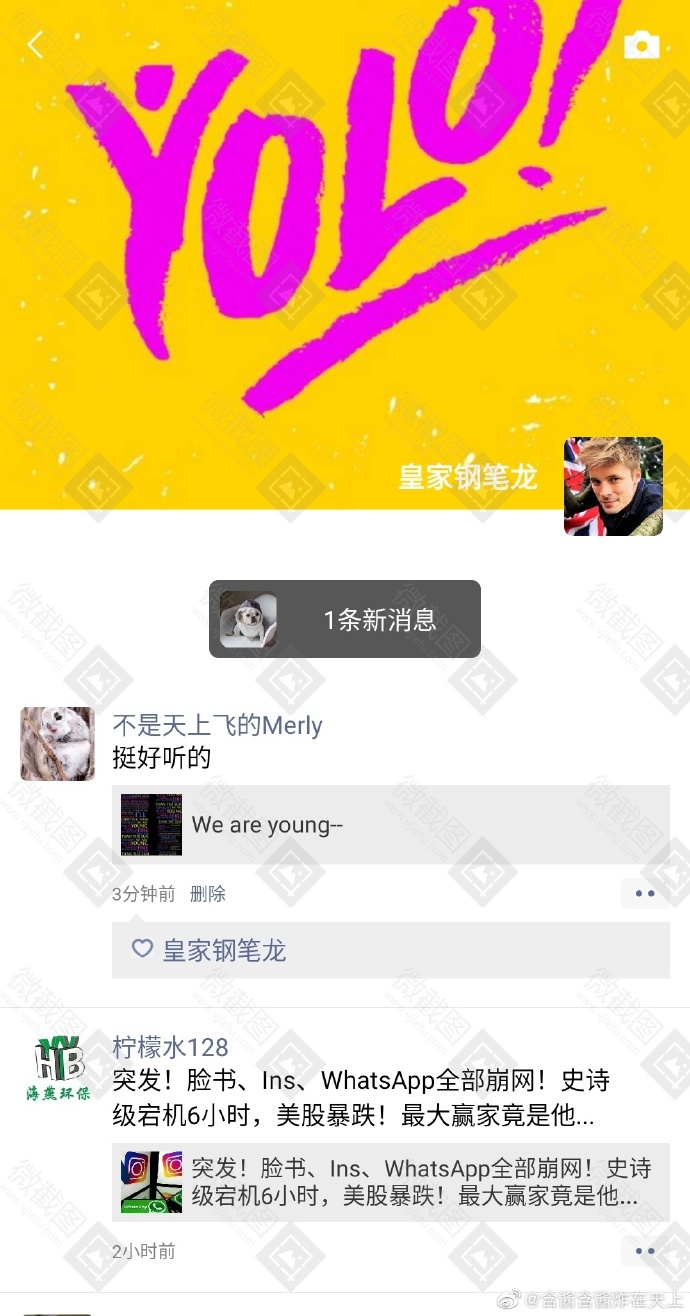 YOLO!
皇家钢笔龙
1条新消息
不是天上飞的Merly
挺好听的
We are young--
3分钟前 删除
皇家钢笔龙
HB
海燕环保
柠檬水128
突发！脸书、Ins、WhatsApp全部崩网！史诗
级宕机6小时，美股暴跌！最大赢家竟是他...
突发！脸书、Ins、WhatsApp全部崩网！史诗
级宕机6小时，美股暴跌！最大赢家竟是他...
2小时前
微截图
@含酱含酱炸在天上